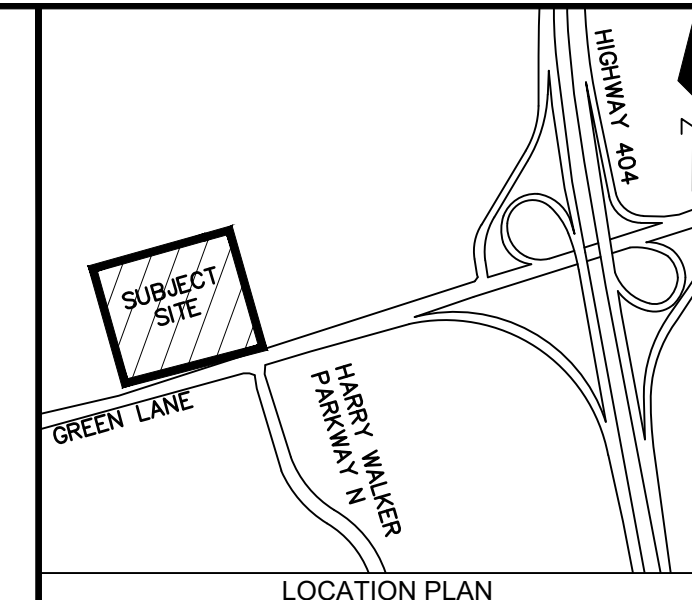 HIGHWAY 404
N
SUBJECT
SITE
GREEN LANE
HARRY WALKER
PARKWAY N
LOCATION PLAN